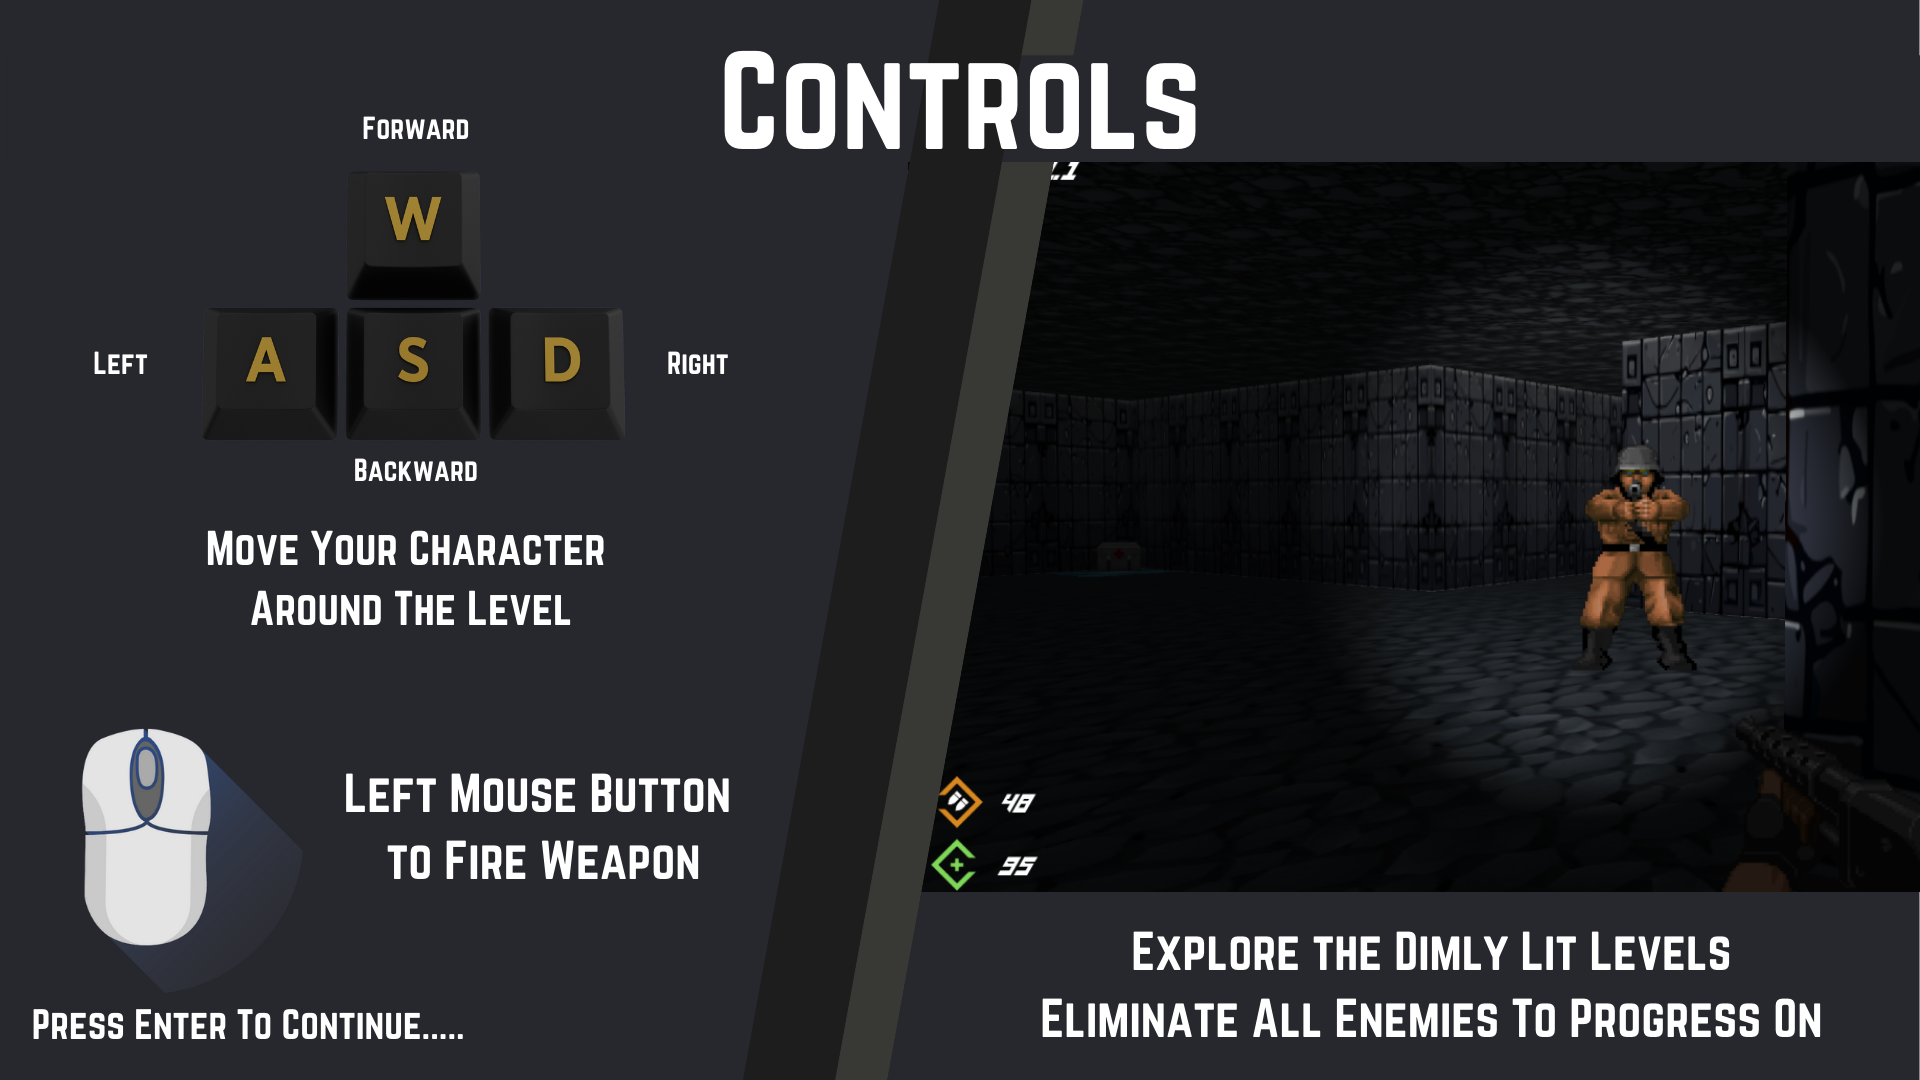 Controls
Forward
W
Left
A
S
D
Right
Backward
Move Your Character
Around The Level
Left Mouse Button
to Fire Weapon
Press Enter To Continue.....
48
95
Explore the Dimly Lit Levels
Eliminate All Enemies To Progress On